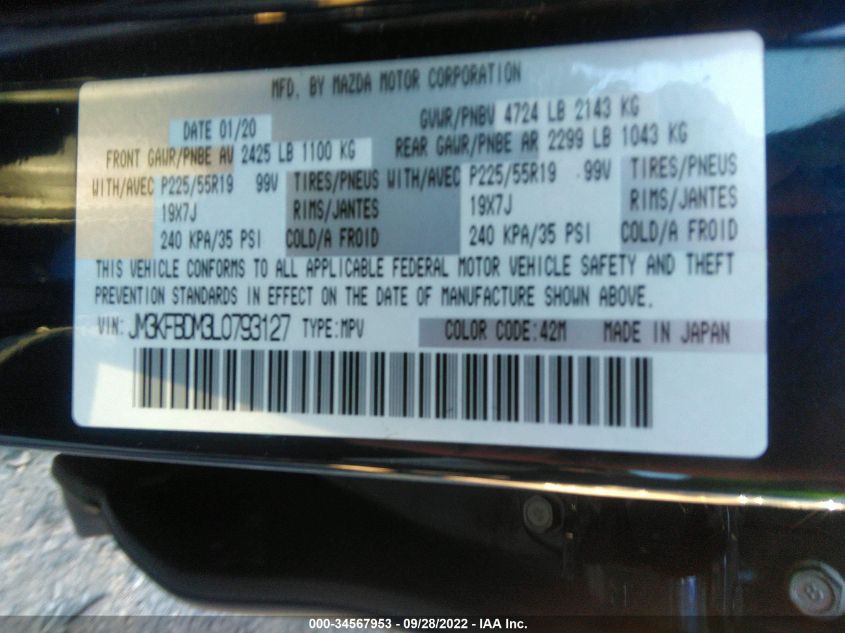 MFD. BY MAZDA MOTOR CORPORATION
DATE 01/20 GVWR/PNBV 4724 LB 2143 KG
FRONT GAWR/PNBE AV 2425 LB 1100 KG REAR GAWR/PNBE AR 2299 LB 1043 KG
WITH/AVEC P225/55R19 99V TIRES/PNEUS WITH/AVEC P225/55R19 99V TIRES/PNEUS
19X7J RIMS/JANTES 19X7J RIMS/JANTES
240 KPA/35 PSI COLD/A FROID 240 KPA/35 PSI COLD/A FROID
THIS VEHICLE CONFORMS TO ALL APPLICABLE FEDERAL MOTOR VEHICLE SAFETY AND THEFT
PREVENTION STANDARDS IN EFFECT ON THE DATE OF MANUFACTURE SHOWN ABOVE.
VIN: JM3KFBDM3L0793127 TYPE:MPV COLOR CODE:42M MADE IN JAPAN
8
000-34567953 - 09/28/2022 - IAA Inc.